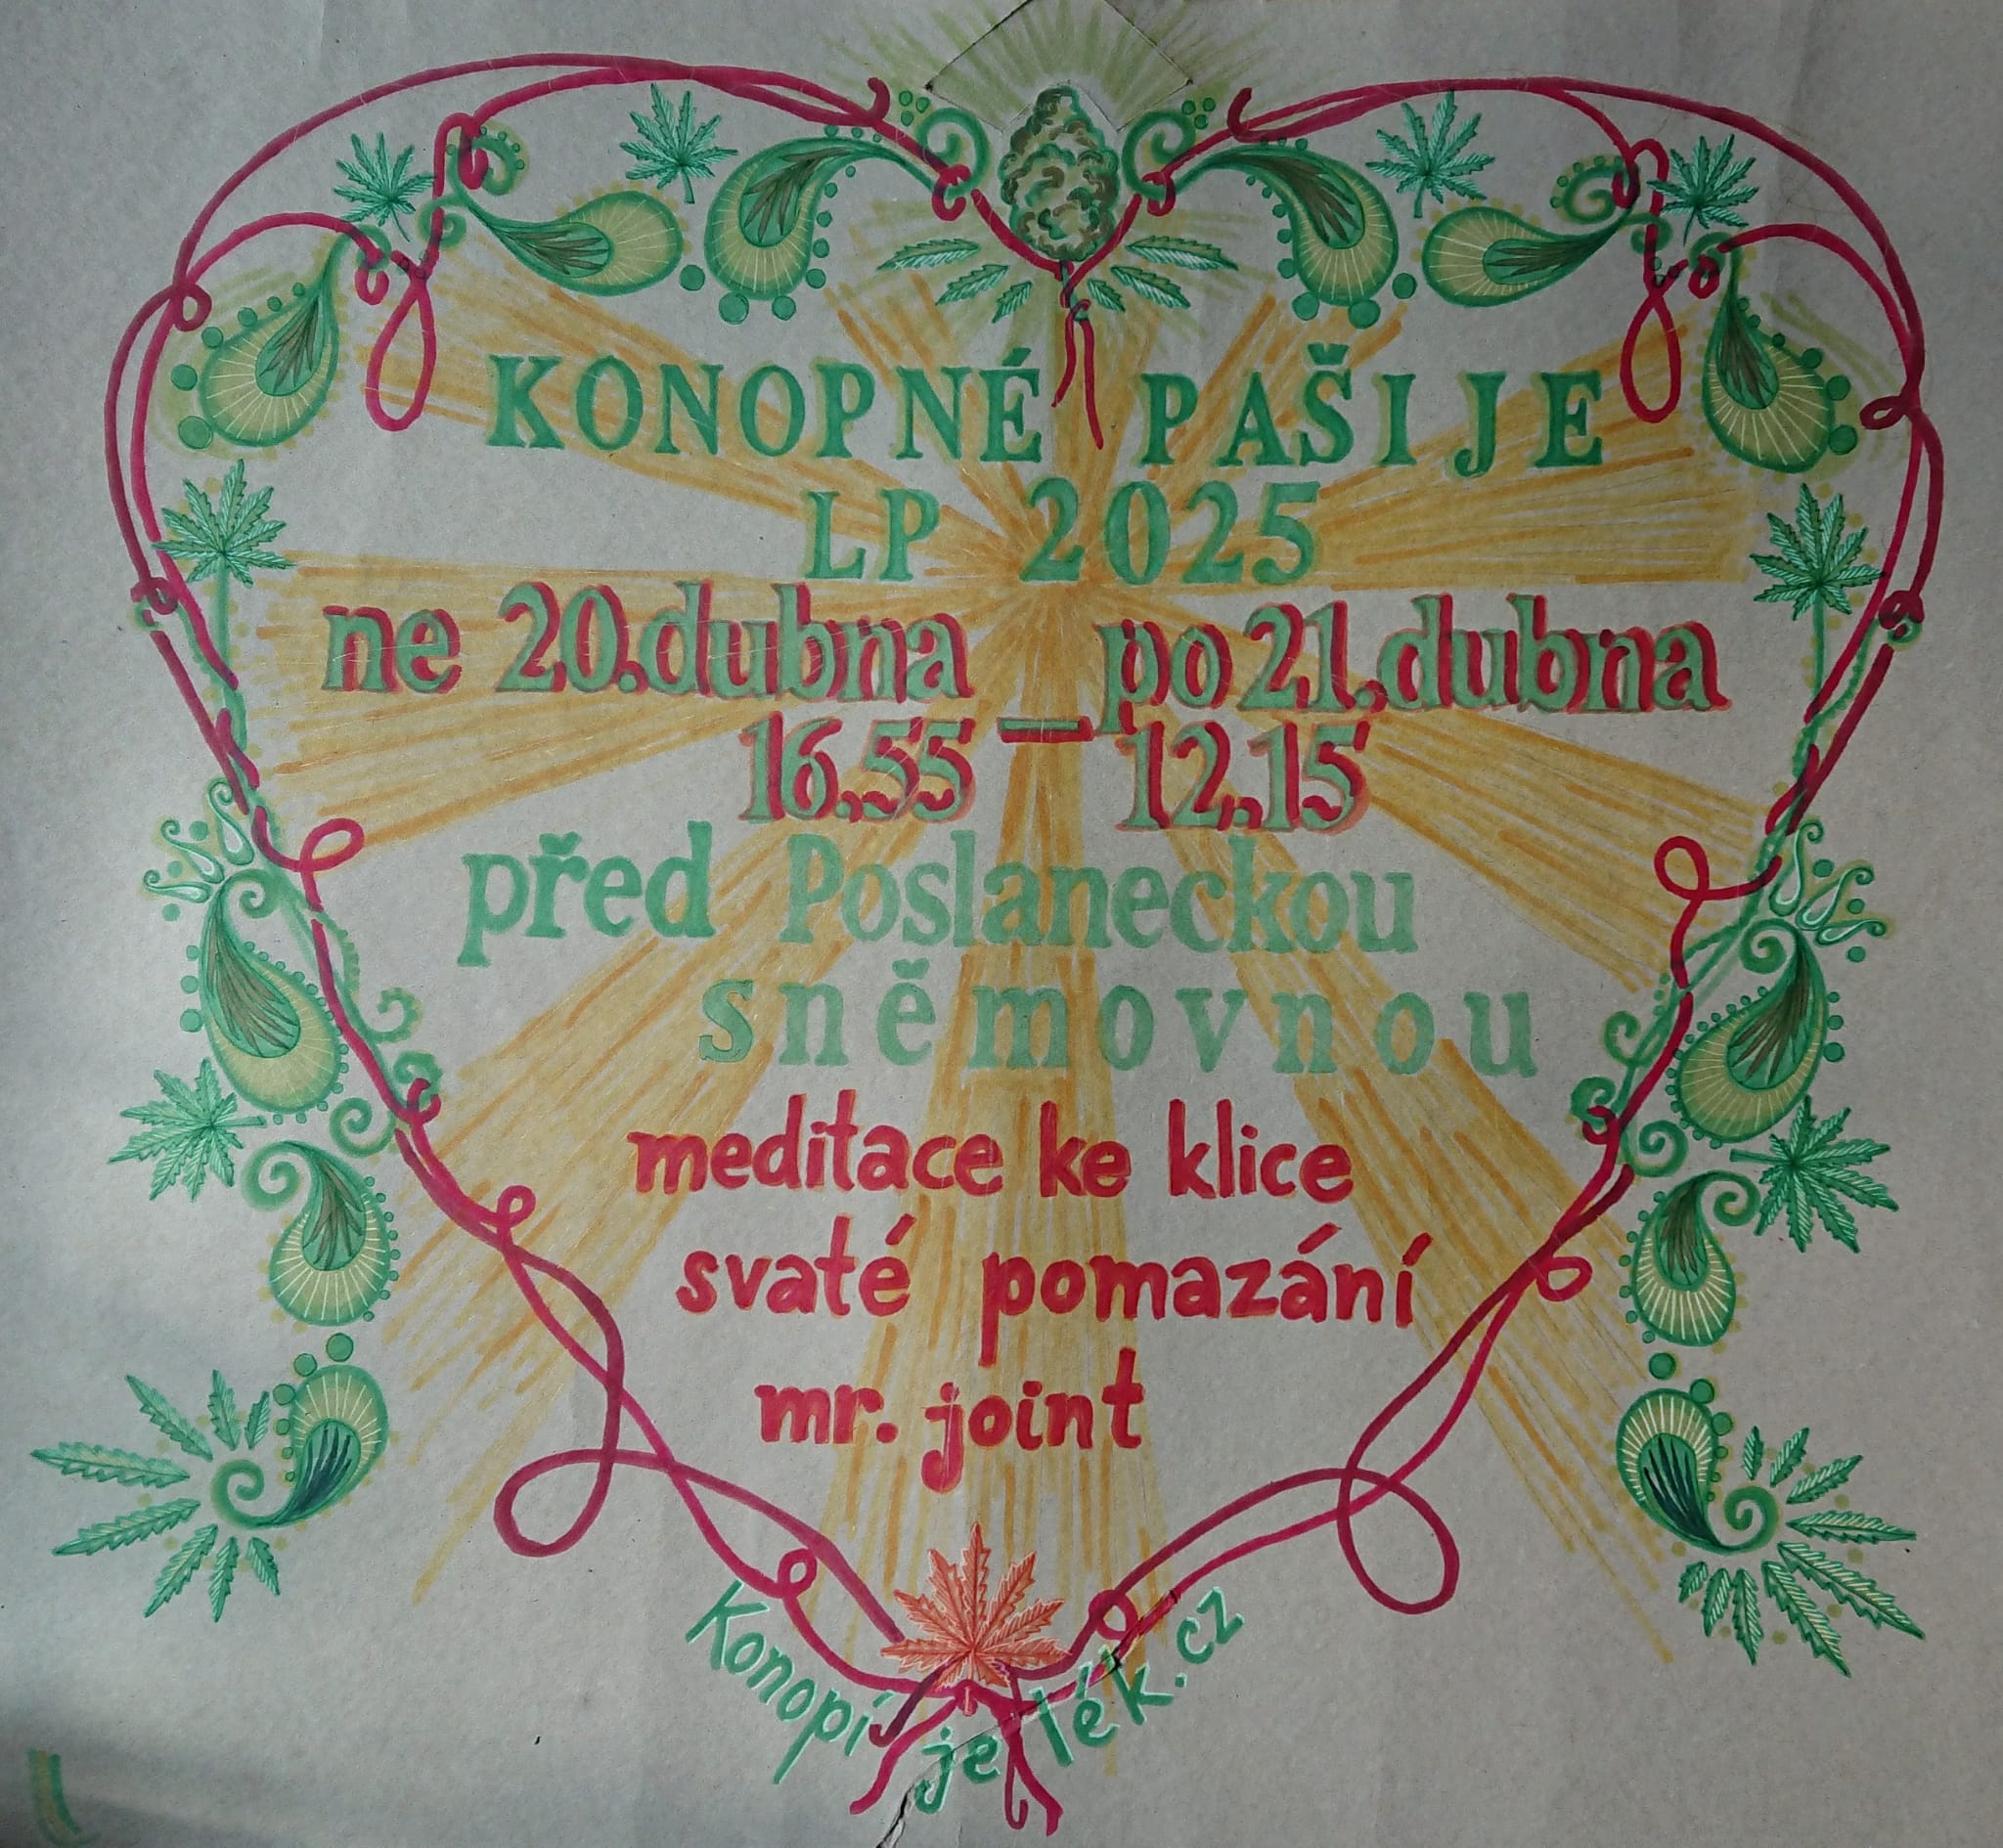 KONOPNÉ PAŠIJE
LP 2025
ne 20.dubna – po 21.dubna
16.55 12.15
před Poslaneckou
sněmovnou
meditace ke klice
svaté pomazání
mr. joint
Konopí je lék.cz